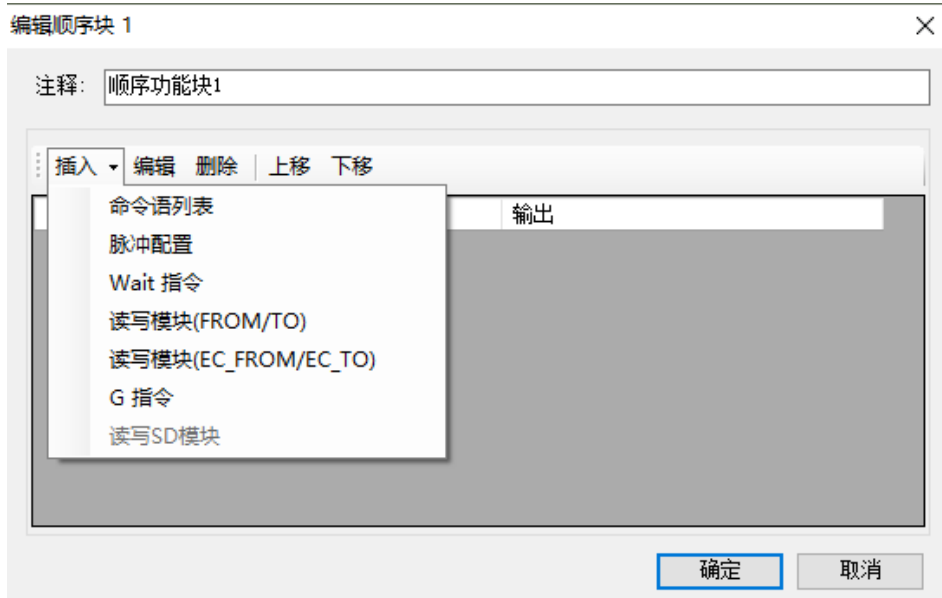 编辑顺序块 1
注释: 顺序功能块1
插入 编辑 删除 上移 下移
命令语列表 输出
脉冲配置
Wait 指令
读写模块(FROM/TO)
读写模块(EC_FROM/EC_TO)
G 指令
读写SD模块
确定 取消